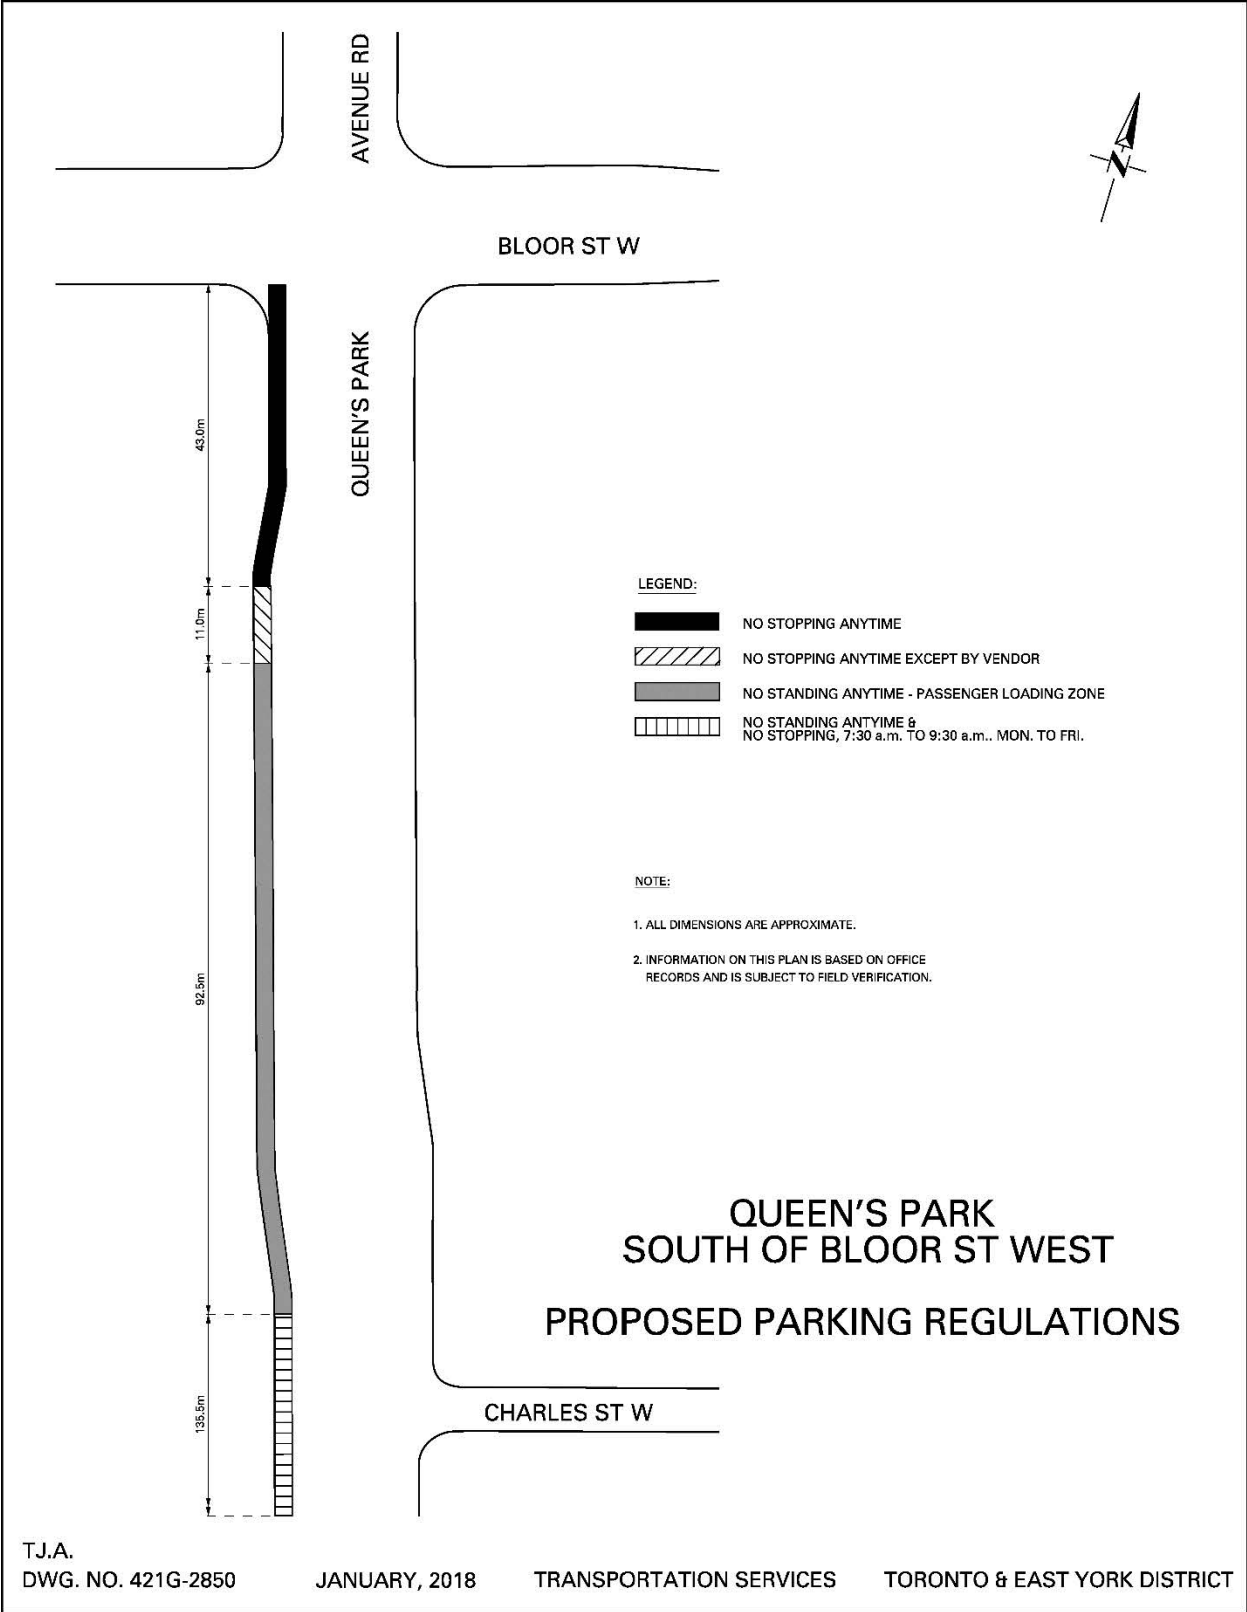 AVENUE RD
N
BLOOR ST W
QUEEN'S PARK
43.0m
11.0m
92.5m
135.5m
LEGEND:
NO STOPPING ANYTIME
NO STOPPING ANYTIME EXCEPT BY VENDOR
NO STANDING ANYTIME - PASSENGER LOADING ZONE
NO STANDING ANTYIME &
NO STOPPING, 7:30 a.m. TO 9:30 a.m.. MON. TO FRI.
NOTE:
1. ALL DIMENSIONS ARE APPROXIMATE.
2. INFORMATION ON THIS PLAN IS BASED ON OFFICE
RECORDS AND IS SUBJECT TO FIELD VERIFICATION.
QUEEN'S PARK
SOUTH OF BLOOR ST WEST
PROPOSED PARKING REGULATIONS
CHARLES ST W
TJ.A.
DWG. NO. 421G-2850
JANUARY, 2018
TRANSPORTATION SERVICES
TORONTO & EAST YORK DISTRICT